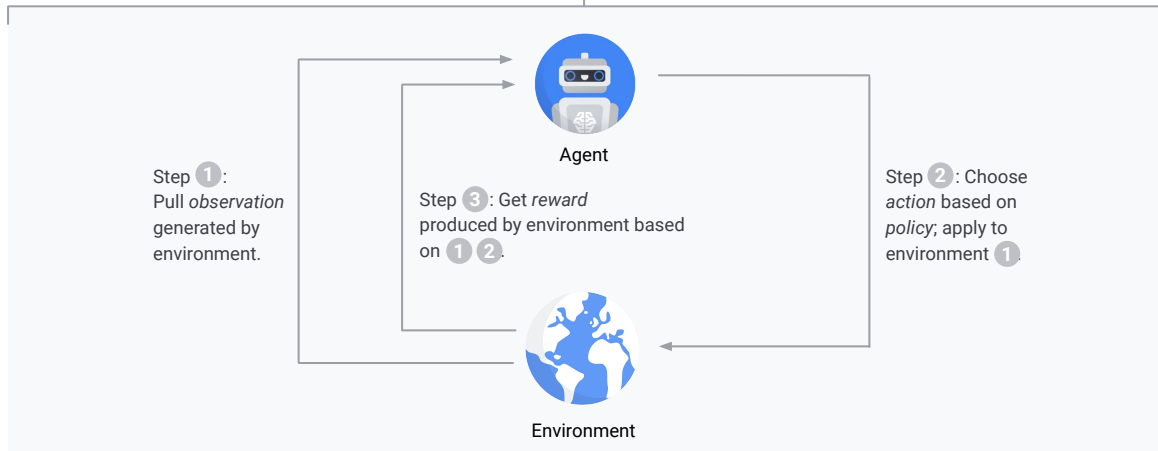 Agent
Step 1:
Pull observation
generated by
environment.
Step 3: Get reward
produced by environment based
on 1 2.
Step 2: Choose
action based on
policy; apply to
environment 1.
Environment